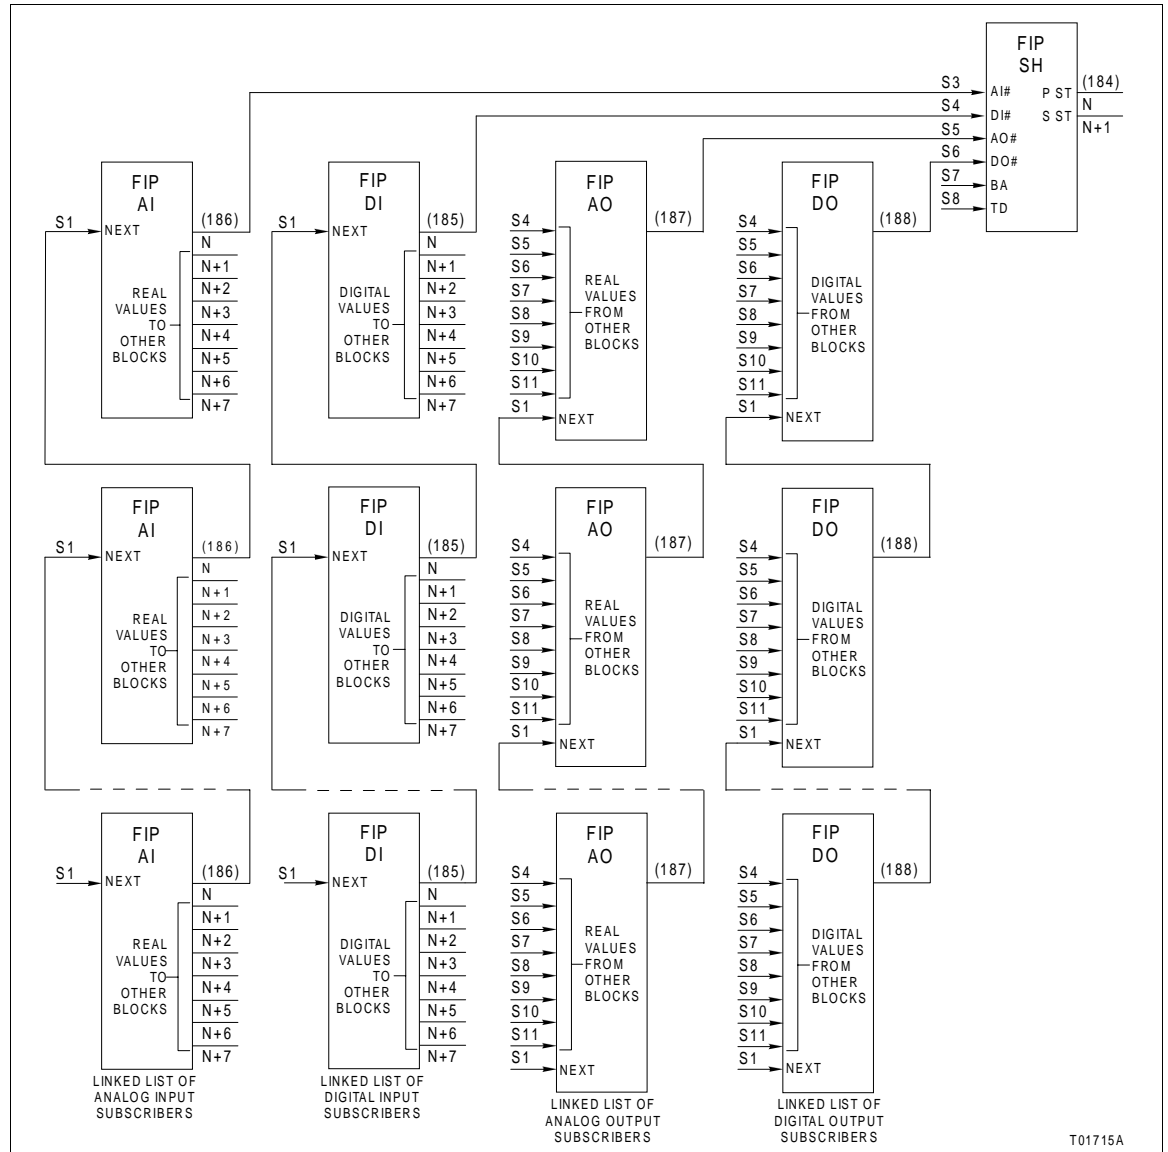 FIP
SH
S3
AI#
P ST
(184)
S4
DI#
S ST
N
S5
AO#
N+1
S6
DO#
S7
BA
S8
TD
FIP
AI
S1
NEXT
(186)
N
N+1
N+2
N+3
N+4
N+5
N+6
N+7
REAL
VALUES
TO
OTHER
BLOCKS
FIP
DI
S1
NEXT
(185)
N
N+1
N+2
N+3
N+4
N+5
N+6
N+7
DIGITAL
VALUES
TO
OTHER
BLOCKS
FIP
AO
(187)
S4
S5
S6
S7
S8
S9
S10
S11
S1
NEXT
REAL
VALUES
FROM
OTHER
BLOCKS
FIP
DO
(188)
S4
S5
S6
S7
S8
S9
S10
S11
S1
NEXT
DIGITAL
VALUES
FROM
OTHER
BLOCKS
FIP
AI
S1
NEXT
(186)
N
N+1
N+2
N+3
N+4
N+5
N+6
N+7
REAL
VALUES
TO
OTHER
BLOCKS
FIP
DI
S1
NEXT
(185)
N
N+1
N+2
N+3
N+4
N+5
N+6
N+7
DIGITAL
VALUES
TO
OTHER
BLOCKS
FIP
AO
(187)
S4
S5
S6
S7
S8
S9
S10
S11
S1
NEXT
REAL
VALUES
FROM
OTHER
BLOCKS
FIP
DO
(188)
S4
S5
S6
S7
S8
S9
S10
S11
S1
NEXT
DIGITAL
VALUES
FROM
OTHER
BLOCKS
FIP
AI
S1
NEXT
(186)
N
N+1
N+2
N+3
N+4
N+5
N+6
N+7
REAL
VALUES
TO
OTHER
BLOCKS
LINKED LIST OF
ANALOG INPUT
SUBSCRIBERS
FIP
DI
S1
NEXT
(185)
N
N+1
N+2
N+3
N+4
N+5
N+6
N+7
DIGITAL
VALUES
TO
OTHER
BLOCKS
LINKED LIST OF
DIGITAL INPUT
SUBSCRIBERS
FIP
AO
(187)
S4
S5
S6
S7
S8
S9
S10
S11
S1
NEXT
REAL
VALUES
FROM
OTHER
BLOCKS
LINKED LIST OF
ANALOG OUTPUT
SUBSCRIBERS
FIP
DO
(188)
S4
S5
S6
S7
S8
S9
S10
S11
S1
NEXT
DIGITAL
VALUES
FROM
OTHER
BLOCKS
LINKED LIST OF
DIGITAL OUTPUT
SUBSCRIBERS
T01715A